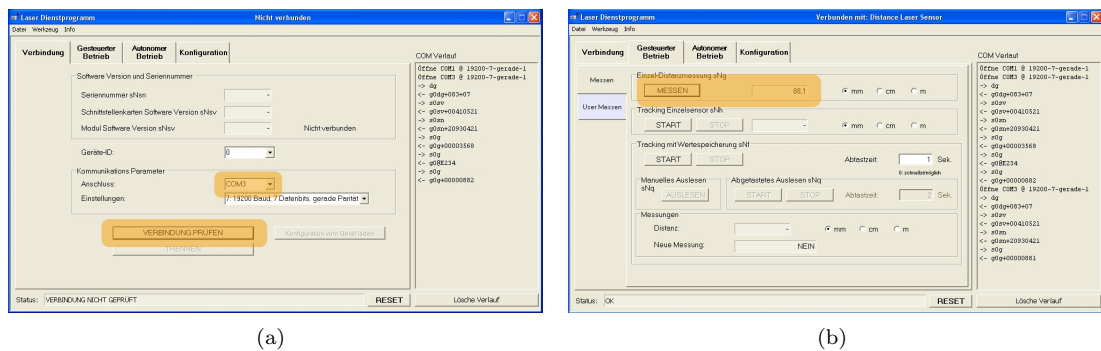 Laser Dienstprogramm Nicht verbunden
Datei Werkzeug Info
Verbindung Gesteuerter Betrieb Autonomer Betrieb Konfiguration
Software Version und Seriennummer
Seriennummer sNsn -
Schnittstellenkarten Software Version sNsv -
Modul Software Version sNsv - Nicht verbunden
Geräte-ID: 0
Kommunikations Parameter
Anschluss: COM3
Einstellungen: 7: 19200 Baud, 7 Datenbits, gerade Parität
VERBINDUNG PRÜFEN Konfiguration vom Gerät laden
TRENNEN
COM Verlauf
Öffne COM1 @ 19200-7-gerade-1
Öffne COM3 @ 19200-7-gerade-1
-> dg
<- g0dg+083+07
-> s0sv
<- g0sv+00410521
-> s0sn
<- g0sn+20930421
-> s0g
<- g0g+00003568
-> s0g
<- g0@E234
-> s0g
<- g0g+00000882
Status: VERBINDUNG NICHT GEPRÜFT RESET Lösche Verlauf
(a)
Laser Dienstprogramm Verbunden mit: Distance Laser Sensor
Datei Werkzeug Info
Verbindung Gesteuerter Betrieb Autonomer Betrieb Konfiguration
Messen
User Messen
Einzel-Distanzmessung sNg
MESSEN 88,1 mm cm m
Tracking Einzelsensor sNh
START STOP - mm cm m
Tracking mit Wertespeicherung sNf
START STOP Abtastzeit 1 Sek.
0: schnellstmöglich
Manuelles Auslesen sNq
AUSLESEN
Abgetastetes Auslesen sNq
START STOP Abtastzeit: 2 Sek.
Messungen
Distanz: - mm cm m
Neue Messung: NEIN
COM Verlauf
Öffne COM1 @ 19200-7-gerade-1
-> dg
<- g0dg+083+07
-> s0sv
<- g0sv+00410521
-> s0sn
<- g0sn+20930421
-> s0g
<- g0g+00003568
-> s0g
<- g0@E234
-> s0g
<- g0g+00000882
Öffne COM3 @ 19200-7-gerade-1
-> dg
<- g0dg+083+07
-> s0sv
<- g0sv+00410521
-> s0sn
<- g0sn+20930421
-> s0g
<- g0g+00000881
Status: OK RESET Lösche Verlauf
(b)